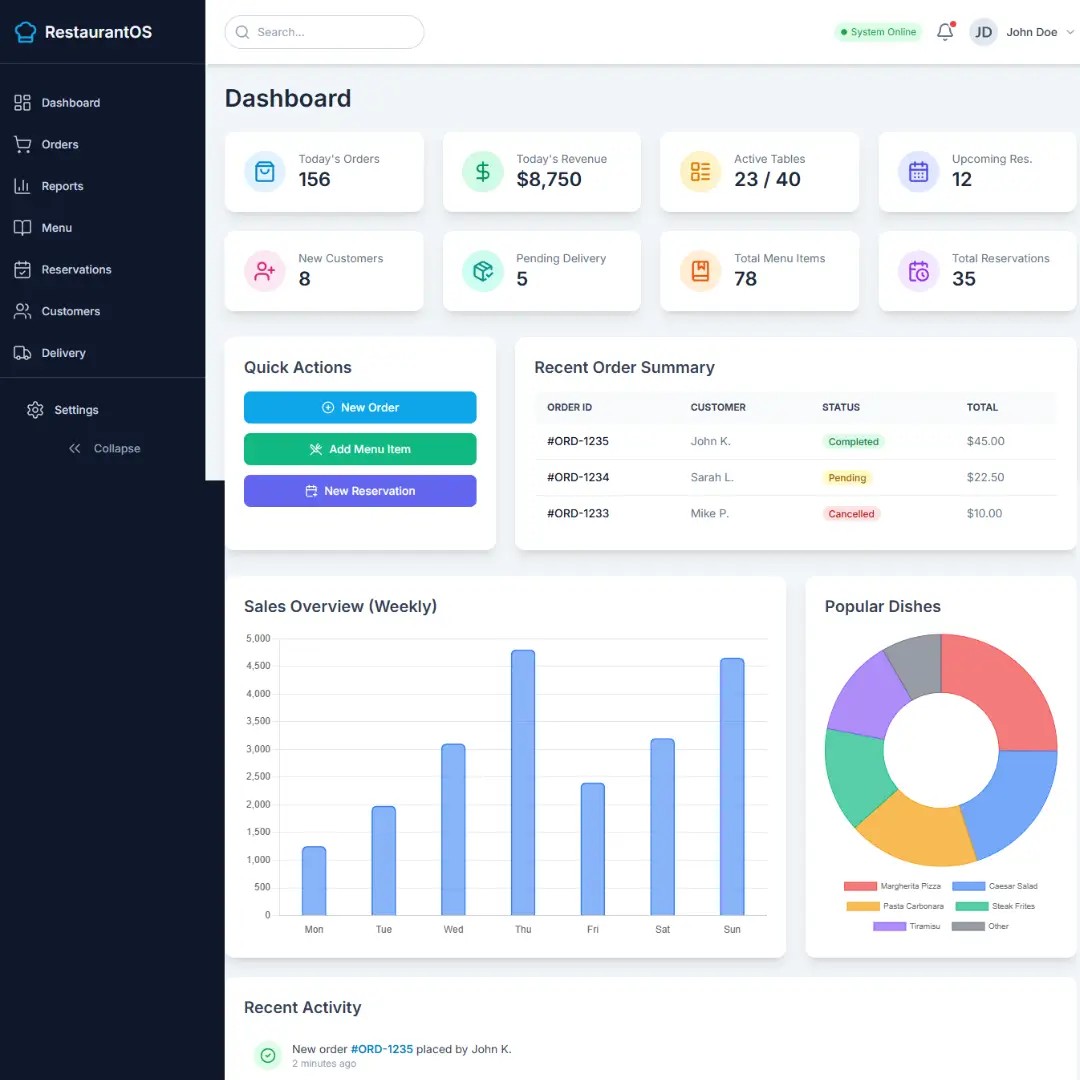 RestaurantOS
Search...
System Online
JD
John Doe
Dashboard
Orders
Reports
Menu
Reservations
Customers
Delivery
Settings
Collapse
Dashboard
Today's Orders
156
Today's Revenue
$8,750
Active Tables
23 / 40
Upcoming Res.
12
New Customers
8
Pending Delivery
5
Total Menu Items
78
Total Reservations
35
Quick Actions
New Order
Add Menu Item
New Reservation
Recent Order Summary
ORDER ID CUSTOMER STATUS TOTAL
#ORD-1235 John K. Completed $45.00
#ORD-1234 Sarah L. Pending $22.50
#ORD-1233 Mike P. Cancelled $10.00
Sales Overview (Weekly)
5,000
4,500
4,000
3,500
3,000
2,500
2,000
1,500
1,000
500
0
Mon Tue Wed Thu Fri Sat Sun
Popular Dishes
Margherita Pizza Caesar Salad
Pasta Carbonara Steak Frites
Tiramisu Other
Recent Activity
New order #ORD-1235 placed by John K.
2 minutes ago